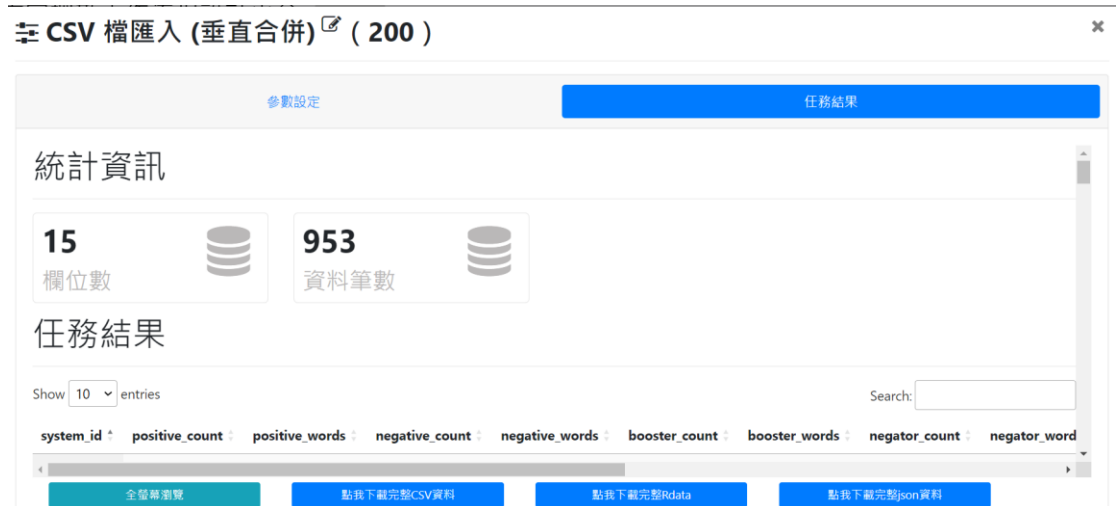 CSV 檔匯入 (垂直合併) ( 200 )
參數設定 任務結果
統計資訊
15 953
欄位數 資料筆數
任務結果
Show 10 entries Search:
system_id positive_count positive_words negative_count negative_words booster_count booster_words negator_count negator_word
全螢幕瀏覽 點我下載完整CSV資料 點我下載完整Rdata 點我下載完整json資料